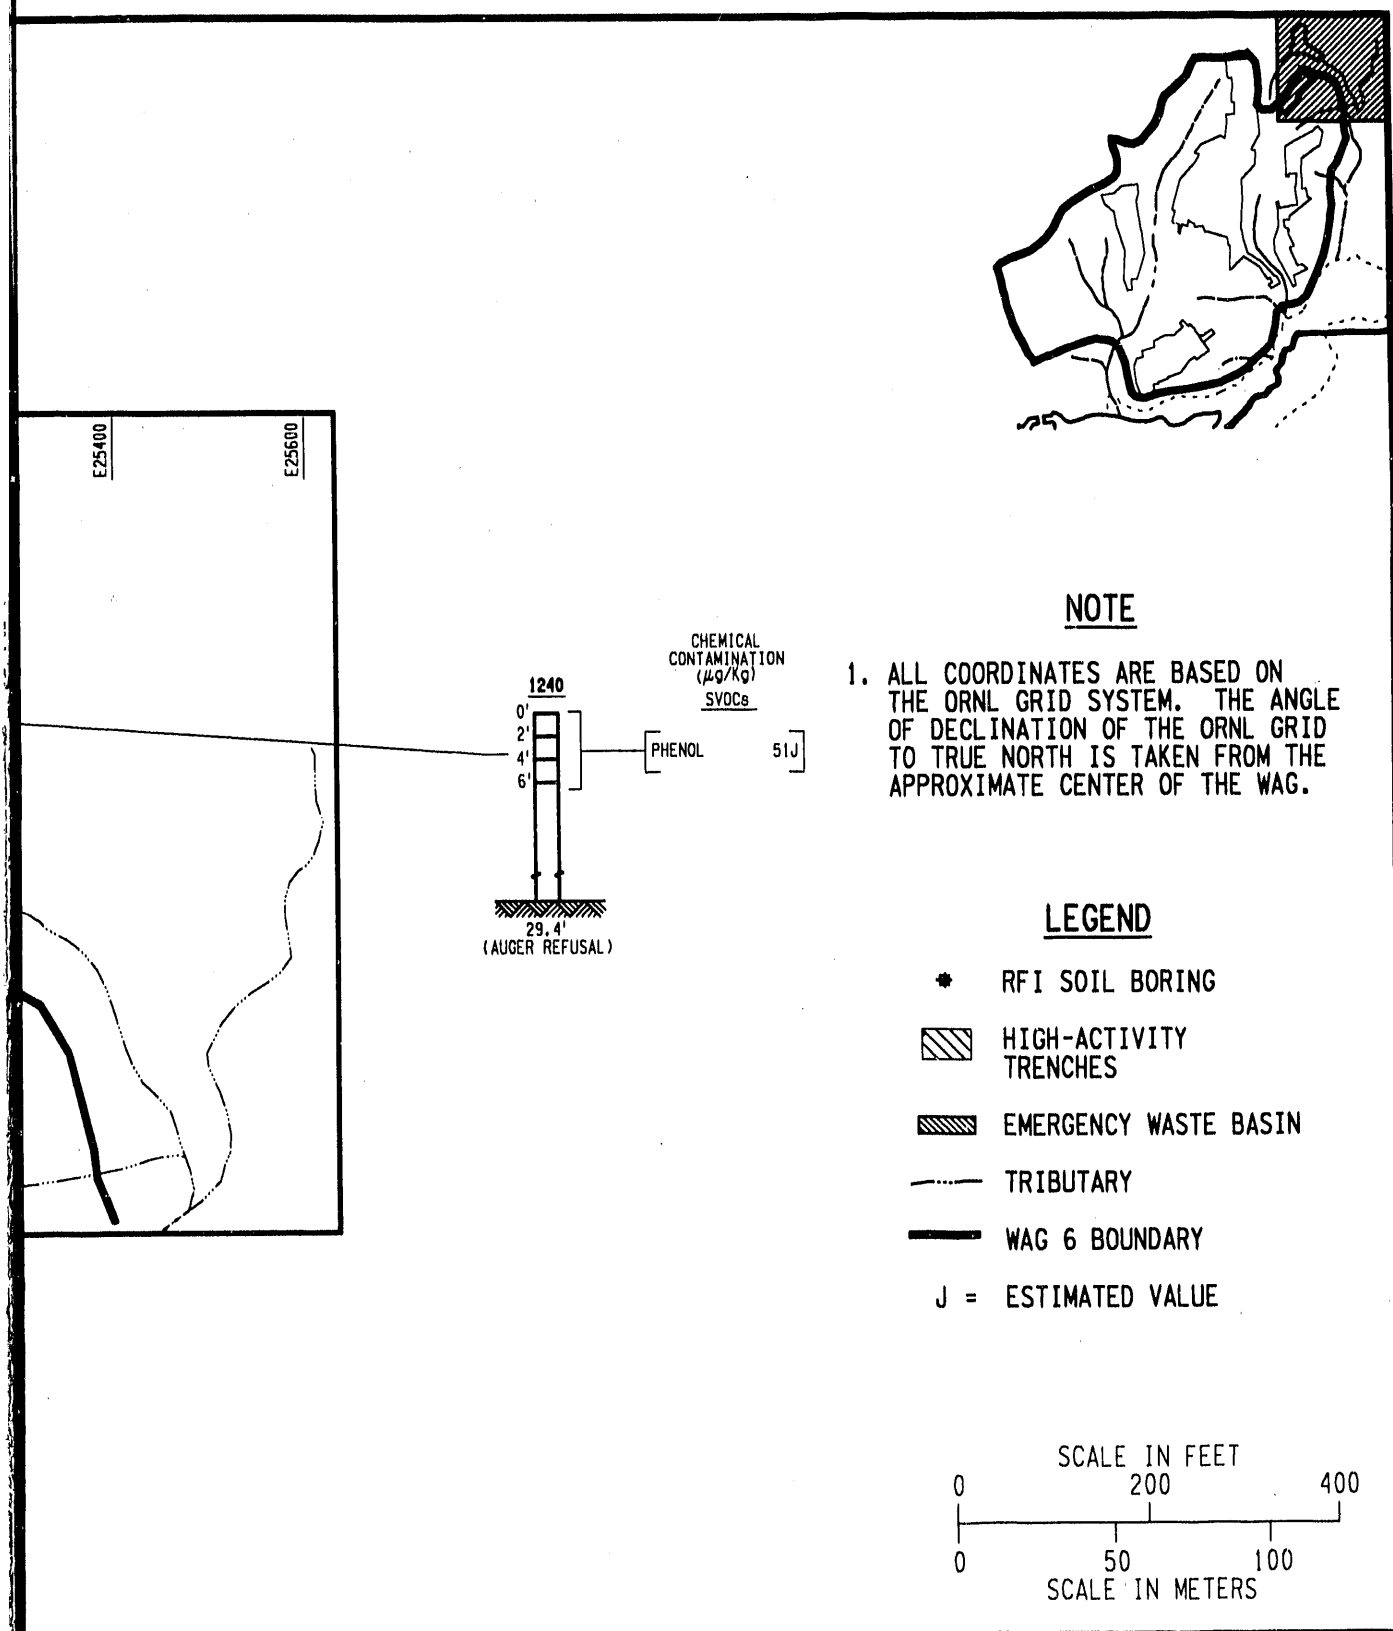 E25400
E25600
CHEMICAL
CONTAMINATION
(µg/Kg)
SVOCs
1240
0'
2'
4'
6'
PHENOL 51J
29.4'
(AUGER REFUSAL)
NOTE
1. ALL COORDINATES ARE BASED ON
THE ORNL GRID SYSTEM. THE ANGLE
OF DECLINATION OF THE ORNL GRID
TO TRUE NORTH IS TAKEN FROM THE
APPROXIMATE CENTER OF THE WAG.
LEGEND
RFI SOIL BORING
HIGH-ACTIVITY
TRENCHES
EMERGENCY WASTE BASIN
TRIBUTARY
WAG 6 BOUNDARY
J = ESTIMATED VALUE
SCALE IN FEET
0 200 400
0 50 100
SCALE IN METERS